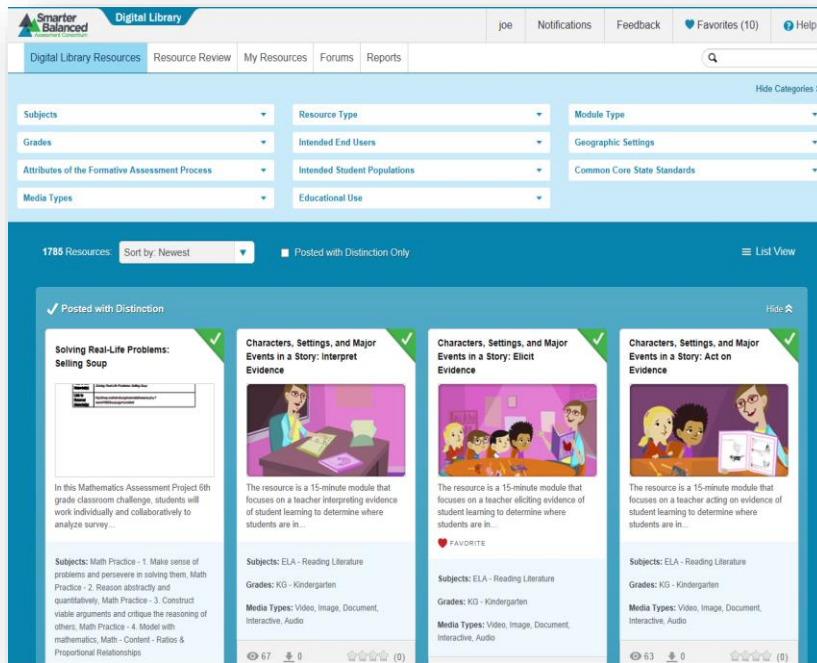 Smarter
Balanced
Assessment Consortium
Digital Library
joe
Notifications
Feedback
Favorites (10)
Help
Digital Library Resources
Resource Review
My Resources
Forums
Reports
Hide Categories
Subjects
Resource Type
Module Type
Grades
Intended End Users
Geographic Settings
Attributes of the Formative Assessment Process
Intended Student Populations
Common Core State Standards
Media Types
Educational Use
1785 Resources:
Sort by: Newest
Posted with Distinction Only
List View
Posted with Distinction
Hide
Solving Real-Life Problems:
Selling Soup
In this Mathematics Assessment Project 6th
grade classroom challenge, students will
work individually and collaboratively to
analyze survey...
Subjects: Math Practice - 1. Make sense of
problems and persevere in solving them, Math
Practice - 2. Reason abstractly and
quantitatively, Math Practice - 3. Construct
viable arguments and critique the reasoning of
others, Math Practice - 4. Model with
mathematics, Math - Content - Ratios &
Proportional Relationships
Characters, Settings, and Major
Events in a Story: Interpret
Evidence
The resource is a 15-minute module that
focuses on a teacher interpreting evidence
of student learning to determine where
students are in...
Subjects: ELA - Reading Literature
Grades: KG - Kindergarten
Media Types: Video, Image, Document,
Interactive, Audio
67
0
(0)
Characters, Settings, and Major
Events in a Story: Elicit
Evidence
The resource is a 15-minute module that
focuses on a teacher eliciting evidence of
student learning to determine where
students are in...
FAVORITE
Subjects: ELA - Reading Literature
Grades: KG - Kindergarten
Media Types: Video, Image, Document,
Interactive, Audio
Characters, Settings, and Major
Events in a Story: Act on
Evidence
The resource is a 15-minute module that
focuses on a teacher acting on evidence of
student learning to determine where
students are in...
Subjects: ELA - Reading Literature
Grades: KG - Kindergarten
Media Types: Video, Image, Document,
Interactive, Audio
63
0
(0)